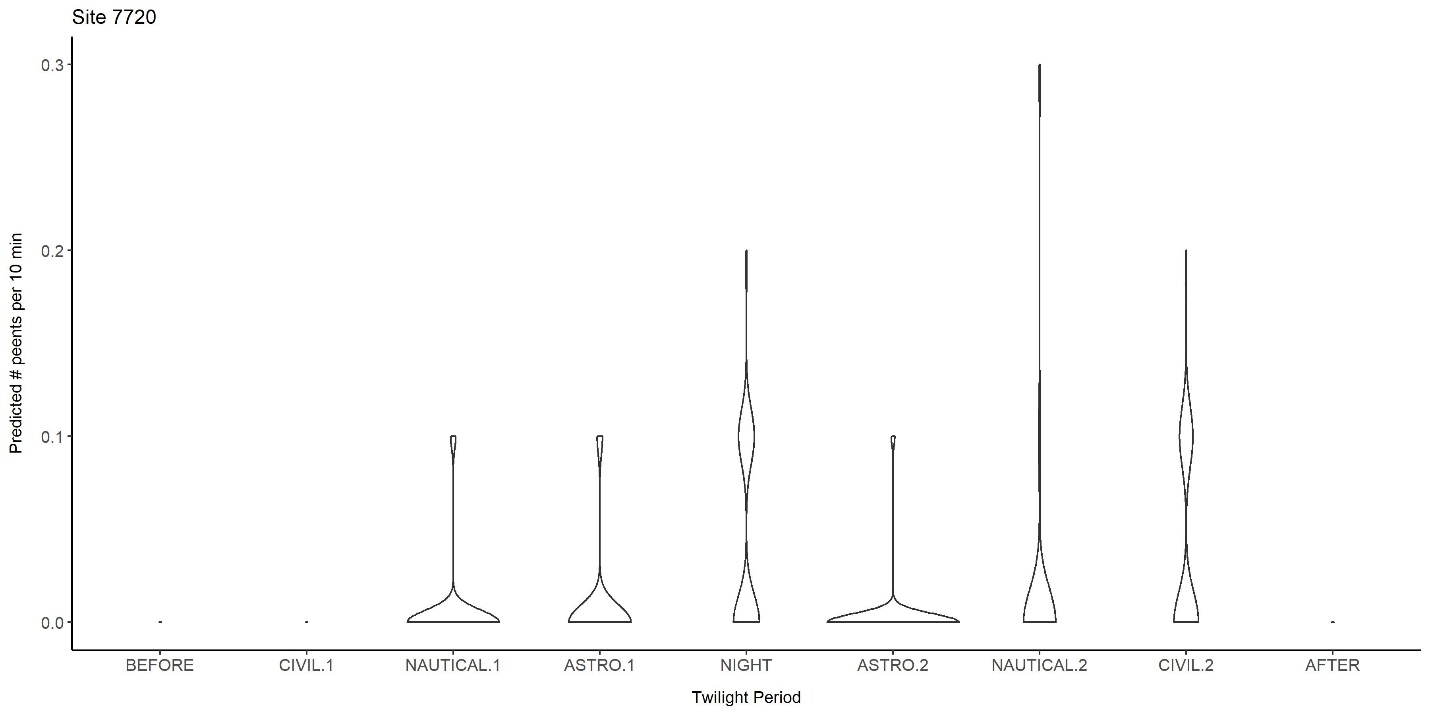 Site 7720
Predicted # peents per 10 min
0.3
0.2
0.1
0.0
BEFORE CIVIL.1 NAUTICAL.1 ASTRO.1 NIGHT ASTRO.2 NAUTICAL.2 CIVIL.2 AFTER
Twilight Period